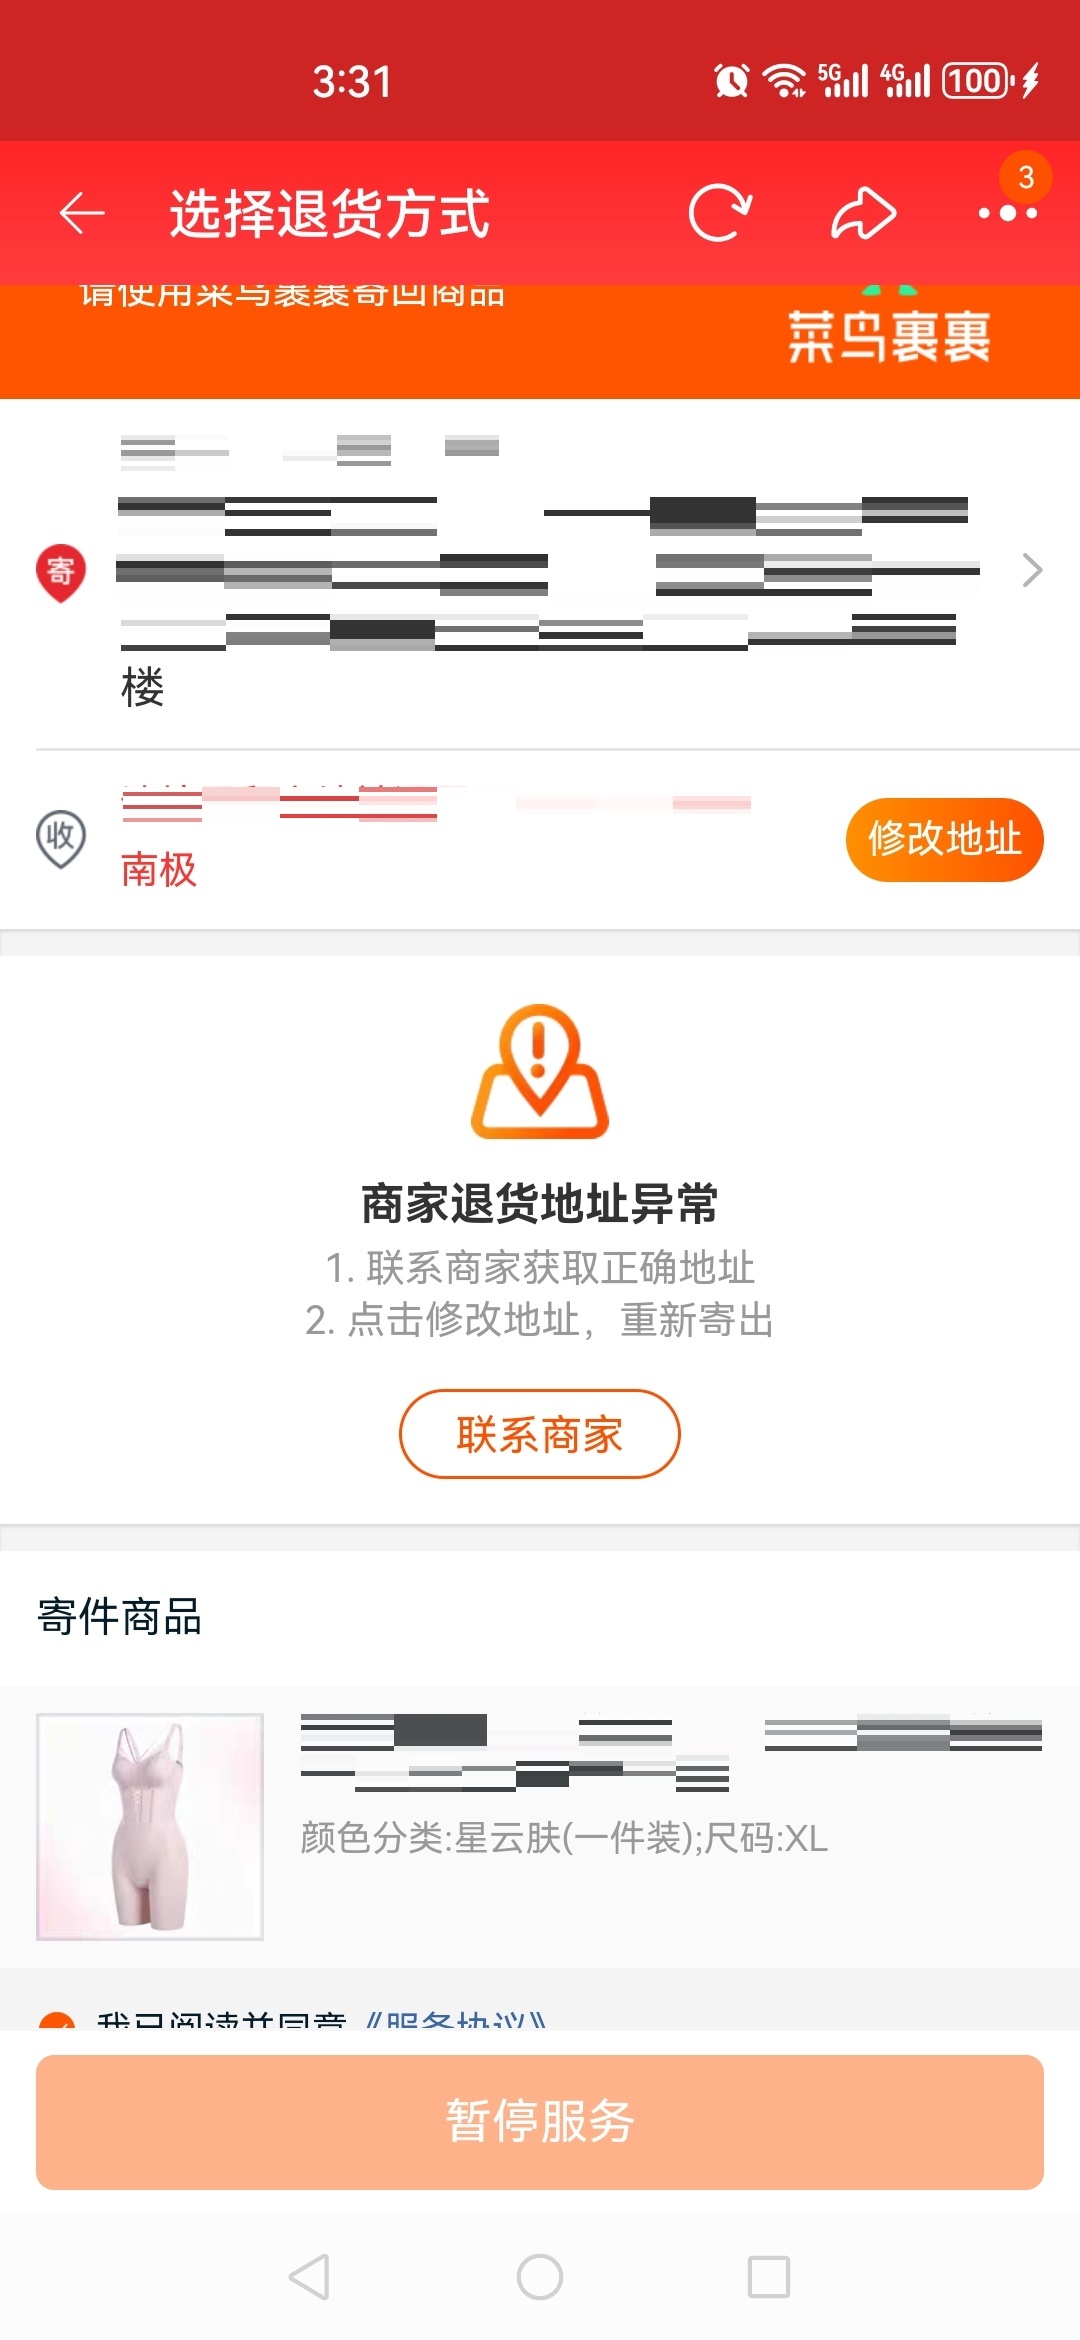 3:31
5G
4G
100
选择退货方式
3
请使用菜鸟裹裹寄回商品
菜鸟裹裹
寄
楼
收
南极
修改地址
商家退货地址异常
1. 联系商家获取正确地址
2. 点击修改地址，重新寄出
联系商家
寄件商品
颜色分类:星云肤(一件装);尺码:XL
我已阅读并同意《服务协议》
暂停服务